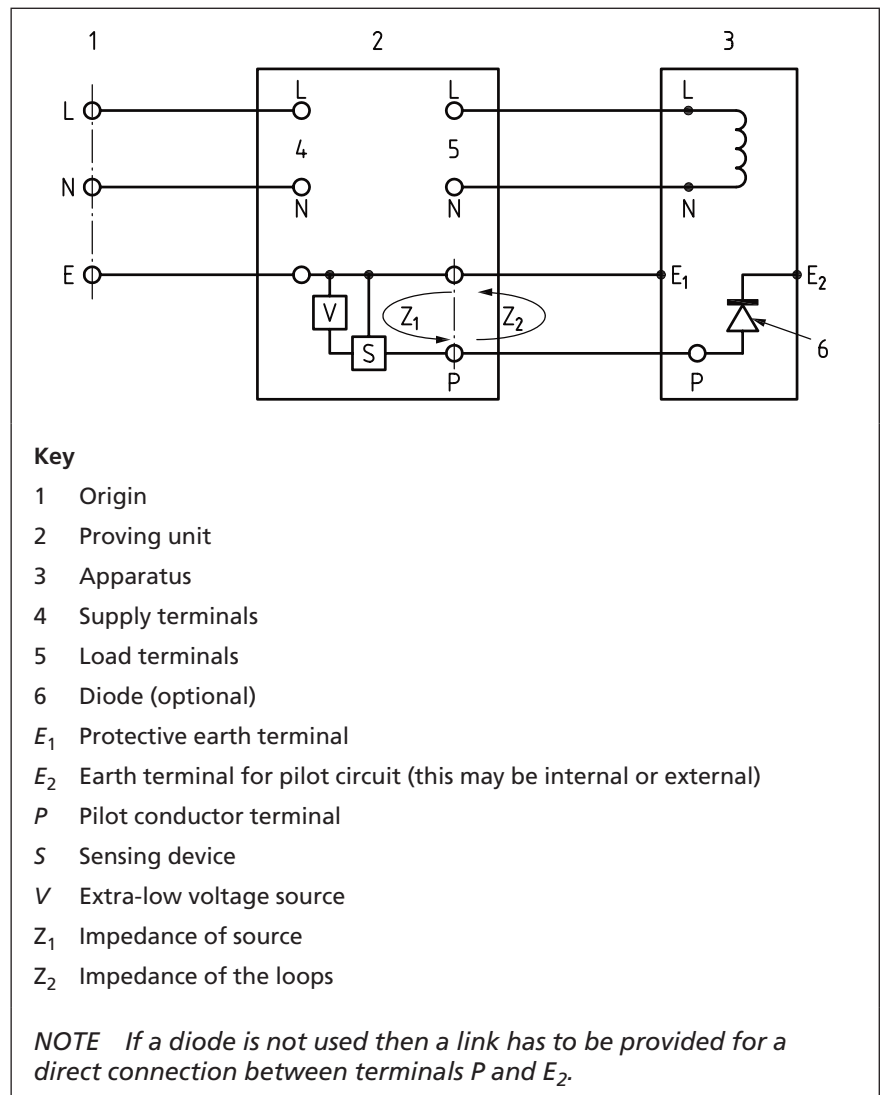 1 2 3
L L L L
4 5
N N N N
E E₁ E₂
V Z₁ Z₂
S 6
P P
Key
1 Origin
2 Proving unit
3 Apparatus
4 Supply terminals
5 Load terminals
6 Diode (optional)
E₁ Protective earth terminal
E₂ Earth terminal for pilot circuit (this may be internal or external)
P Pilot conductor terminal
S Sensing device
V Extra-low voltage source
Z₁ Impedance of source
Z₂ Impedance of the loops
NOTE If a diode is not used then a link has to be provided for a
direct connection between terminals P and E₂.